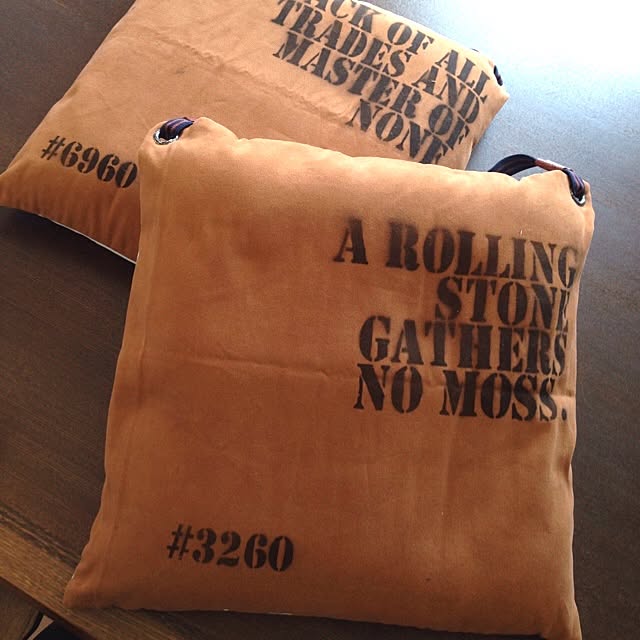 ACK OF ALL
TRADES AND
MASTER OF
NONE
#6960
A ROLLING
STONE
GATHERS
NO MOSS.
#3260